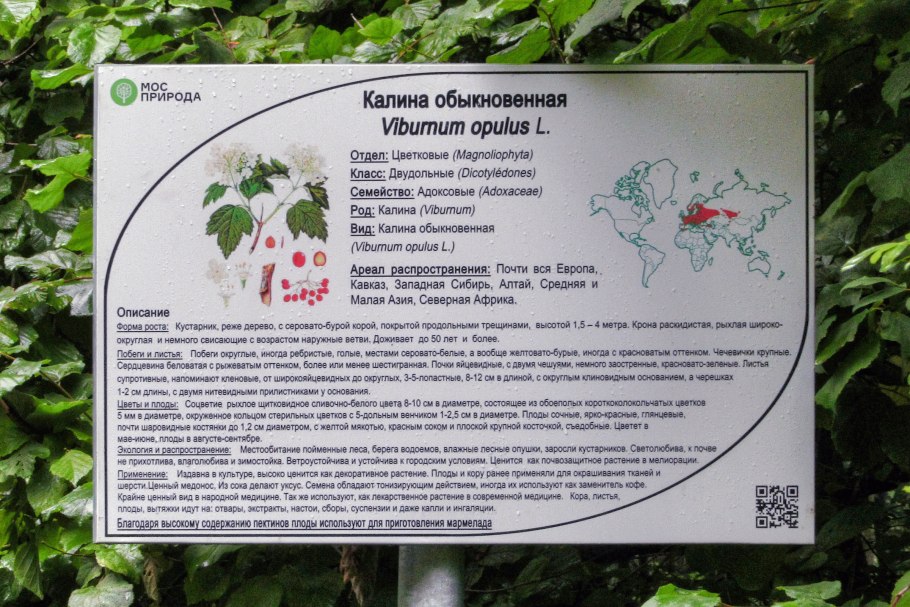 МОС
ПРИРОДА
Калина обыкновенная
Viburnum opulus L.
Отдел: Цветковые (Magnoliophyta)
Класс: Двудольные (Dicotylédones)
Семейство: Адоксовые (Adoxaceae)
Род: Калина (Viburnum)
Вид: Калина обыкновенная
(Viburnum opulus L.)
Ареал распространения: Почти вся Европа,
Кавказ, Западная Сибирь, Алтай, Средняя и
Малая Азия, Северная Африка.
Описание
Форма роста: Кустарник, реже дерево, с серовато-бурой корой, покрытой продольными трещинами, высотой 1,5 – 4 метра. Крона раскидистая, рыхлая широко-
округлая и немного свисающие с возрастом наружные ветви. Доживает до 50 лет и более.
Побеги и листья: Побеги округлые, иногда ребристые, голые, местами серовато-белые, а вообще желтовато-бурые, иногда с красноватым оттенком. Чечевички крупные.
Сердцевина беловатая с рыжеватым оттенком, более или менее шестигранная. Почки яйцевидные, с двумя чешуями, немного заостренные, красновато-зеленые. Листья
супротивные, напоминают кленовые, от широкояйцевидных до округлых, 3-5-лопастные, 8-12 см в длиной, с округлым клиновидным основанием, а черешках
1-2 см длины, с двумя нитевидными прилистниками у основания.
Цветы и плоды: Соцветие рыхлое щитковидное сливочно-белого цвета 8-10 см в диаметре, состоящее из обоеполых короткоколокольчатых цветков
5 мм в диаметре, окруженное кольцом стерильных цветков с 5-дольным венчиком 1-2,5 см в диаметре. Плоды сочные, ярко-красные, глянцевые,
почти шаровидные костянки до 1,2 см диаметром, с желтой мякотью, красным соком и плоской крупной косточкой, съедобные. Цветет в
мае-июне, плоды в августе-сентябре.
Экология и распространение: Местообитание пойменные леса, берега водоемов, влажные лесные опушки, заросли кустарников. Светолюбива, к почве
не прихотлива, влаголюбива и зимостойка. Ветроустойчива и устойчива к городским условиям. Ценится как почвозащитное растение в мелиорации.
Применение: Издавна в культуре, высоко ценится как декоративное растение. Плоды и кору ранее применяли для окрашивания тканей и
шерсти.Ценный медонос. Из сока делают уксус. Семена обладают тонизирующим действием, иногда их используют как заменитель кофе.
Крайне ценный вид в народной медицине. Так же используют, как лекарственное растение в современной медицине. Кора, листья,
плоды, вытяжки идут на: отвары, экстракты, настои, сборы, суспензии и даже капли и ингаляции.
Благодаря высокому содержанию пектинов плоды используют для приготовления мармелада